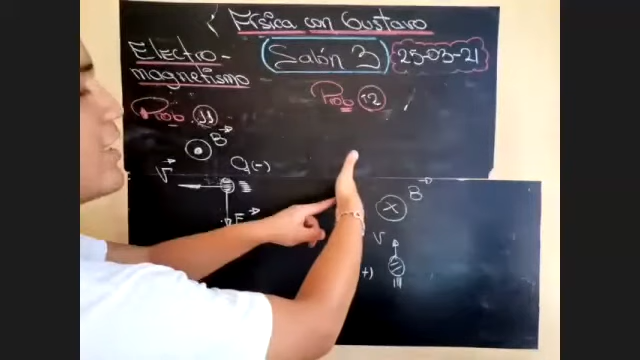 Física con Gustavo
Electro-
magnetismo
Salón 3
25-03-21
Prob 11
Prob 12
B
V
Q(-)
F
B
V
+)